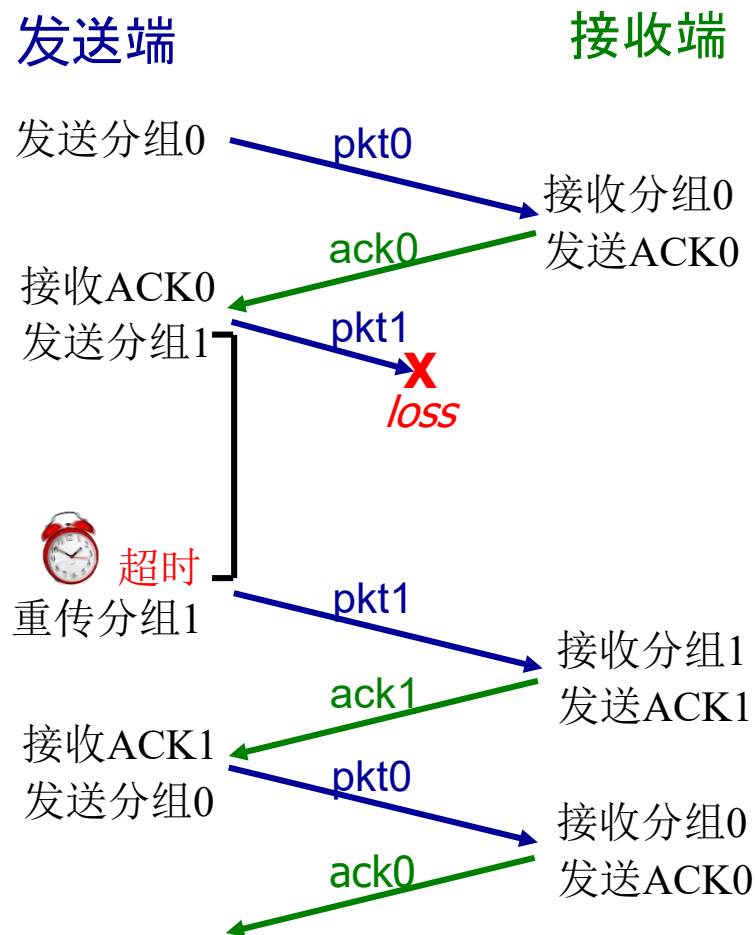 发送端
接收端
发送分组0
pkt0
接收分组0
发送ACK0
ack0
接收ACK0
发送分组1
pkt1
X
loss
超时
重传分组1
pkt1
接收分组1
发送ACK1
ack1
接收ACK1
发送分组0
pkt0
接收分组0
发送ACK0
ack0